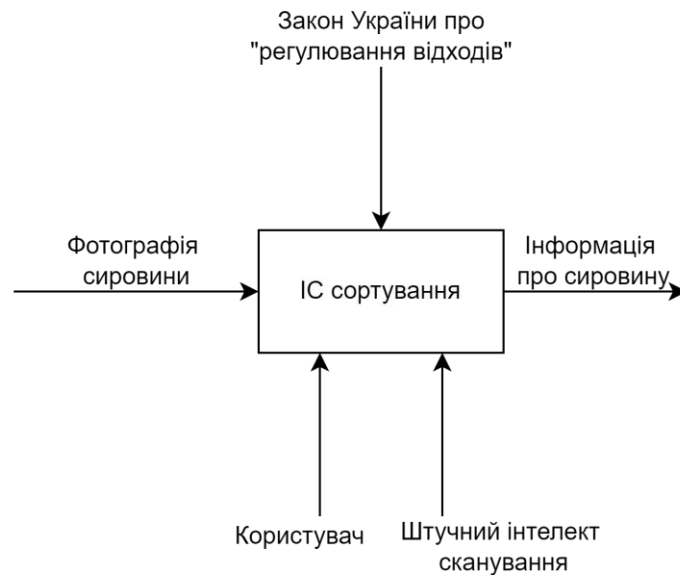 Закон України про
"регулювання відходів"
Фотографія
сировини
ІС сортування
Інформація
про сировину
Користувач
Штучний інтелект
сканування